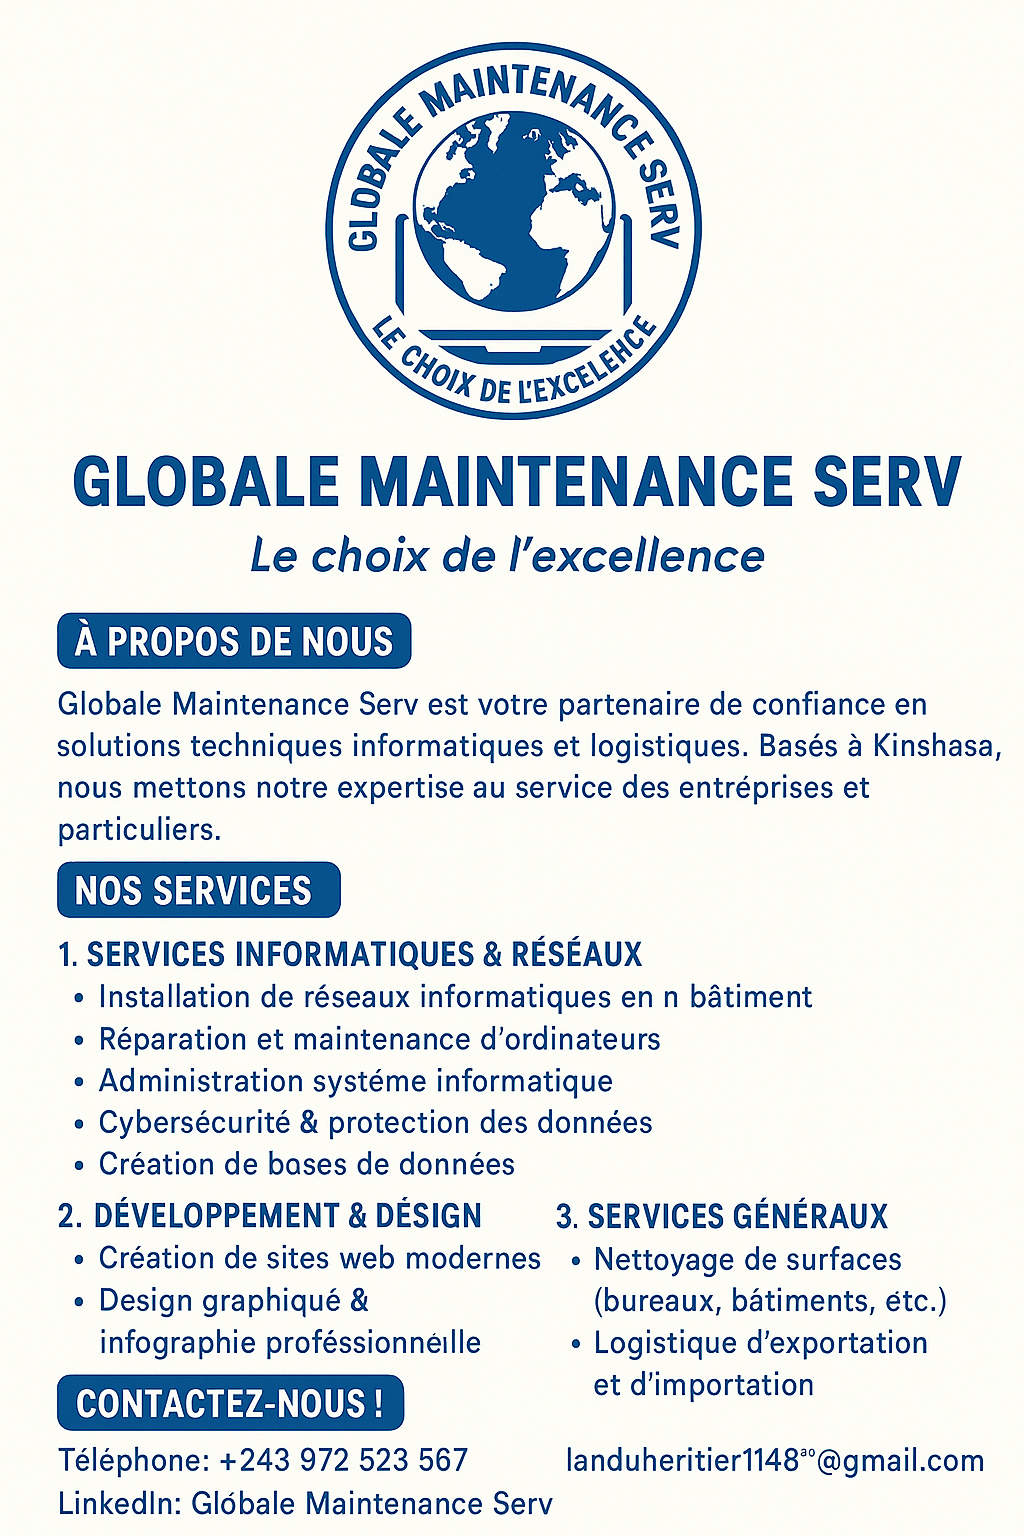 GLOBALE MAINTENANCE SERV
LE CHOIX DE L'EXCELEHCE
GLOBALE MAINTENANCE SERV
Le choix de l'excellence
À PROPOS DE NOUS
Globale Maintenance Serv est votre partenaire de confiance en
solutions techniques informatiques et logistiques. Basés à Kinshasa,
nous mettons notre expertise au service des entréprises et
particuliers.
NOS SERVICES
1. SERVICES INFORMATIQUES & RÉSÉAUX
• Installation de réseaux informatiques en n bâtiment
• Réparation et maintenance d'ordinateurs
• Administration systéme informatique
• Cybersécurité & protection des données
• Création de bases de données
2. DÉVELOPPEMENT & DÉSIGN
• Création de sites web modernes
• Design graphiqué &
infographie proféssionnéille
3. SERVICES GÉNÉRAUX
• Nettoyage de surfaces
(bureaux, bátiments, étc.)
• Logistique d'exportation
et d'importation
CONTACTEZ-NOUS !
Téléphone: +243 972 523 567
landuheritier1148ᵃᵒ@gmail.com
LinkedIn: Glóbale Maintenance Serv